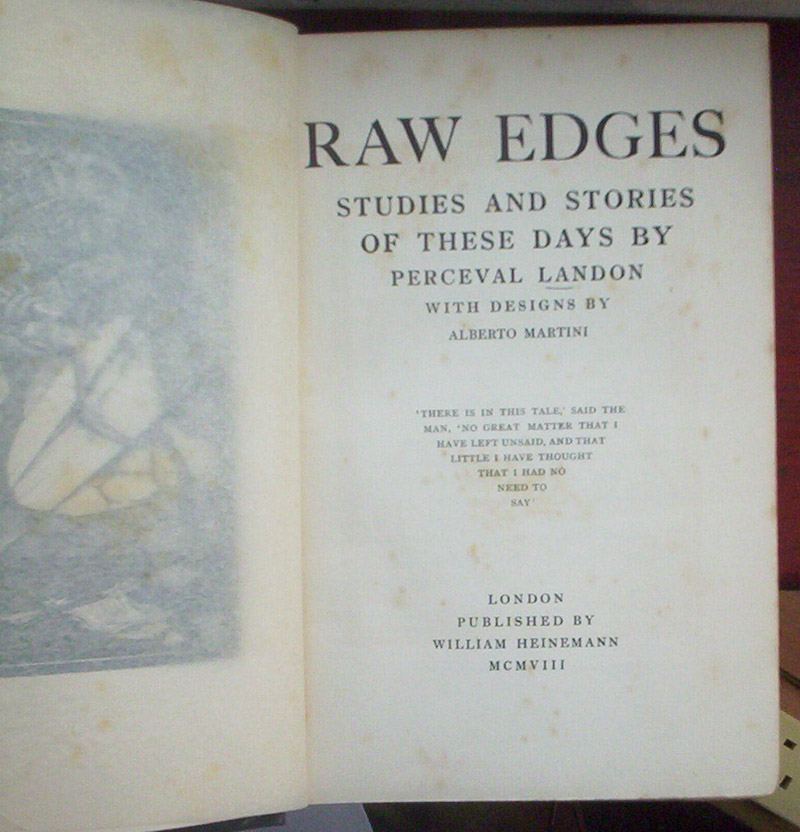 RAW EDGES
STUDIES AND STORIES
OF THESE DAYS BY
PERCEVAL LANDON
WITH DESIGNS BY
ALBERTO MARTINI
'THERE IS IN THIS TALE,' SAID THE
MAN, 'NO GREAT MATTER THAT I
HAVE LEFT UNSAID, AND THAT
LITTLE I HAVE THOUGHT
THAT I HAD NO
NEED TO
SAY'
LONDON
PUBLISHED BY
WILLIAM HEINEMANN
MCMVIII